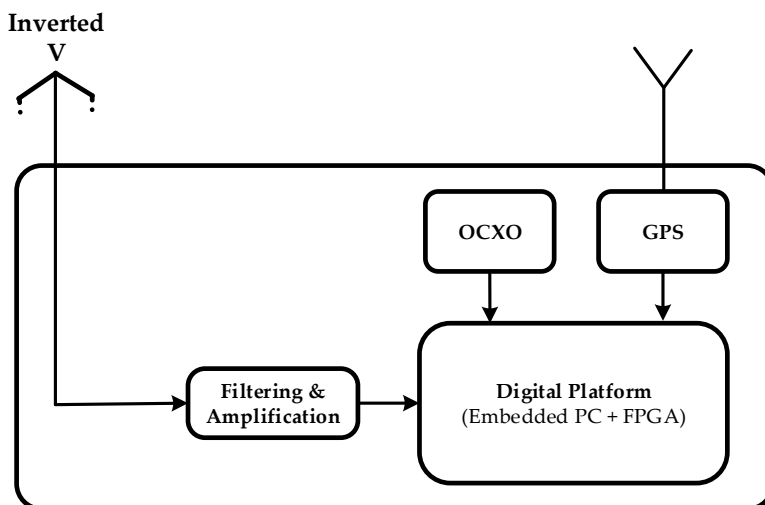 Inverted
V
OCXO
GPS
Filtering &
Amplification
Digital Platform
(Embedded PC + FPGA)